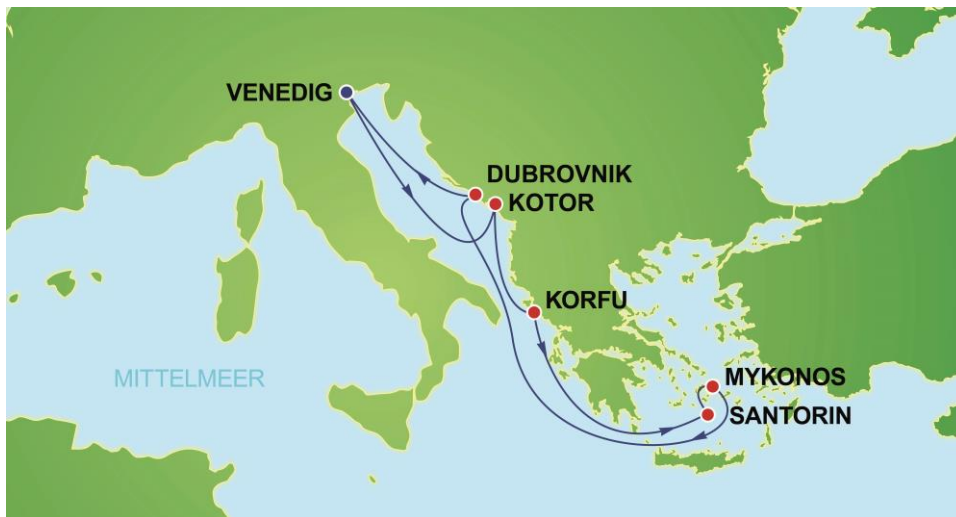 VENEDIG
DUBROVNIK
KOTOR
KORFU
MITTELMEER
MYKONOS
SANTORIN